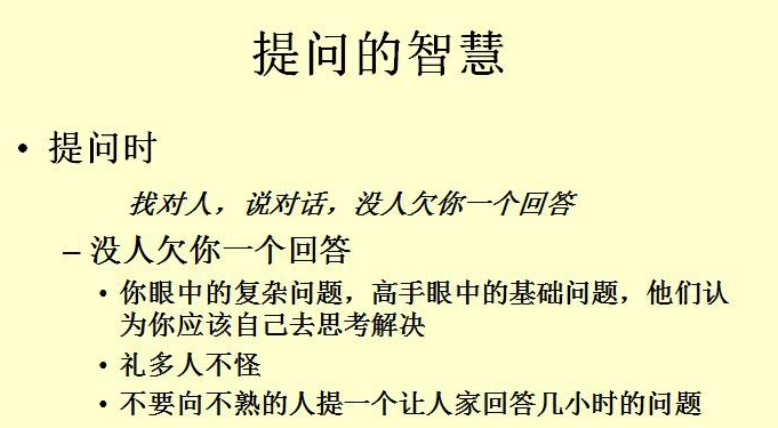 提问的智慧
• 提问时
找对人，说对话，没人欠你一个回答
– 没人欠你一个回答
• 你眼中的复杂问题，高手眼中的基础问题，他们认
为你应该自己去思考解决
• 礼多人不怪
• 不要向不熟的人提一个让人家回答几小时的问题